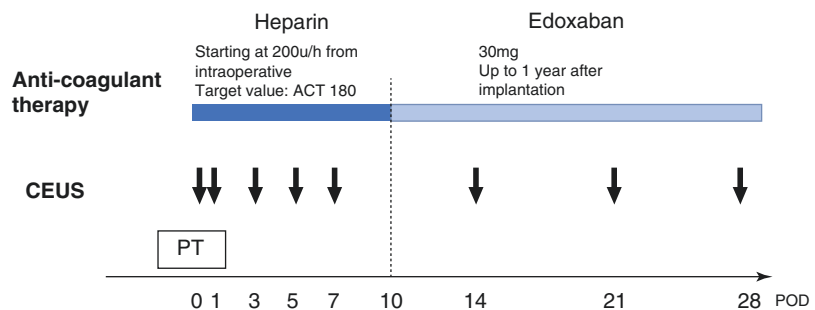 Heparin
Edoxaban
Starting at 200u/h from
intraoperative
Target value: ACT 180
30mg
Up to 1 year after
implantation
Anti-coagulant
therapy
CEUS
PT
0 1 3 5 7 10 14 21 28 POD